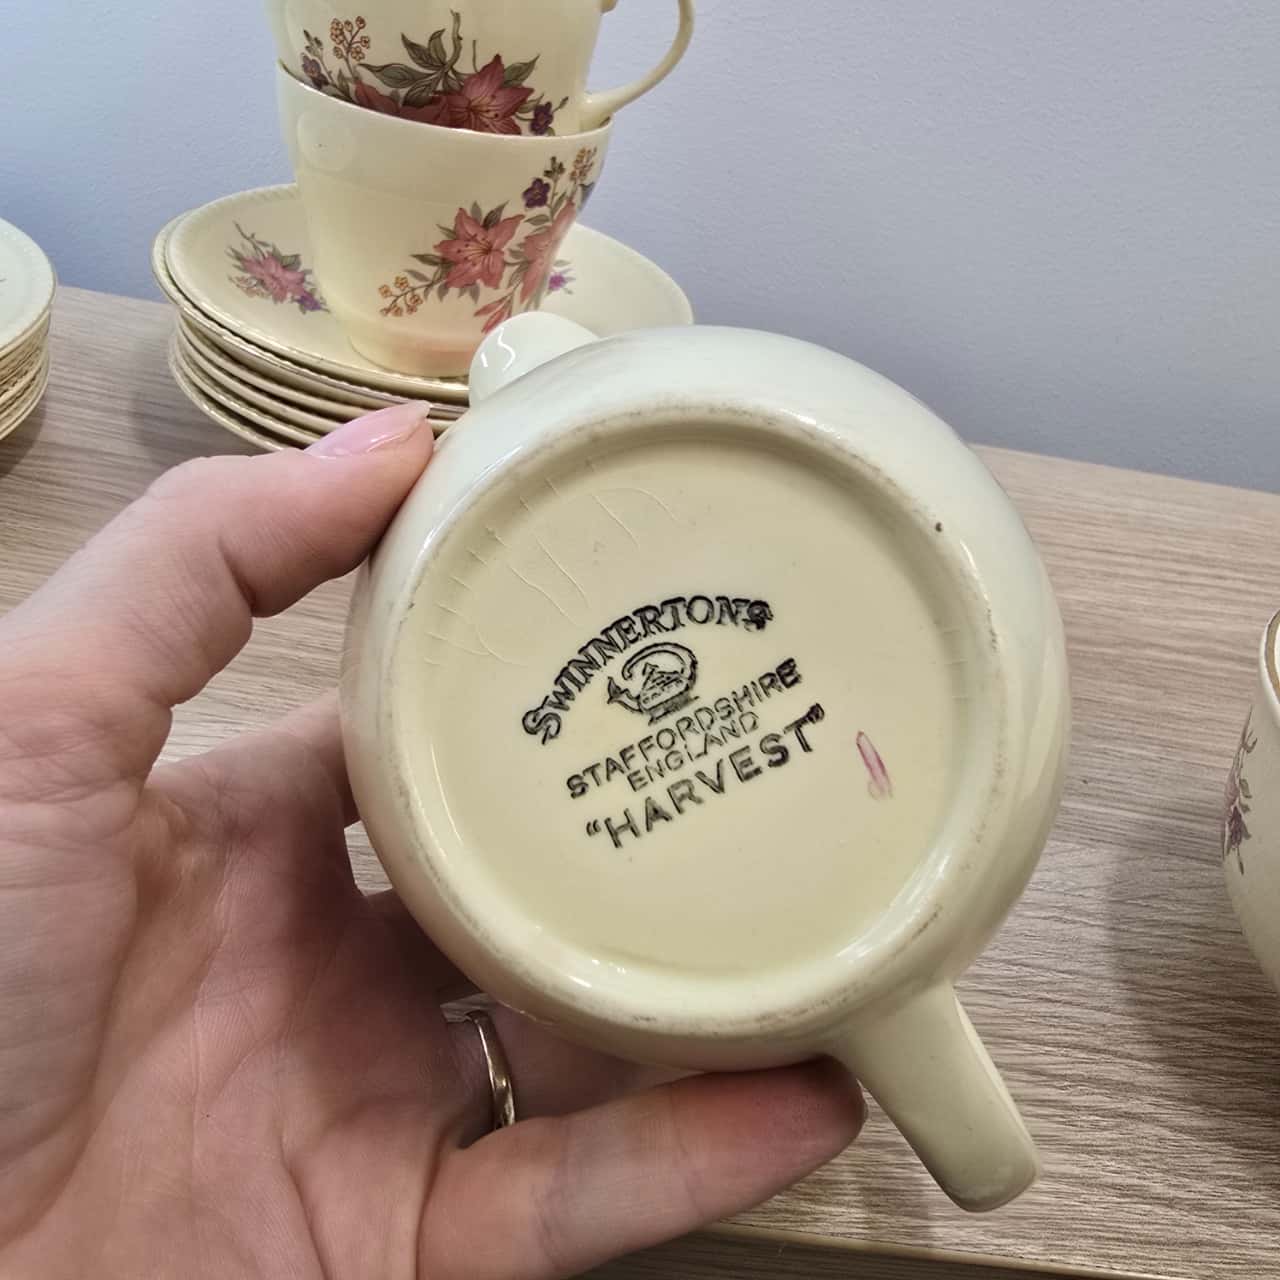 SWINNERTONS
STAFFORDSHIRE
ENGLAND
"HARVEST"